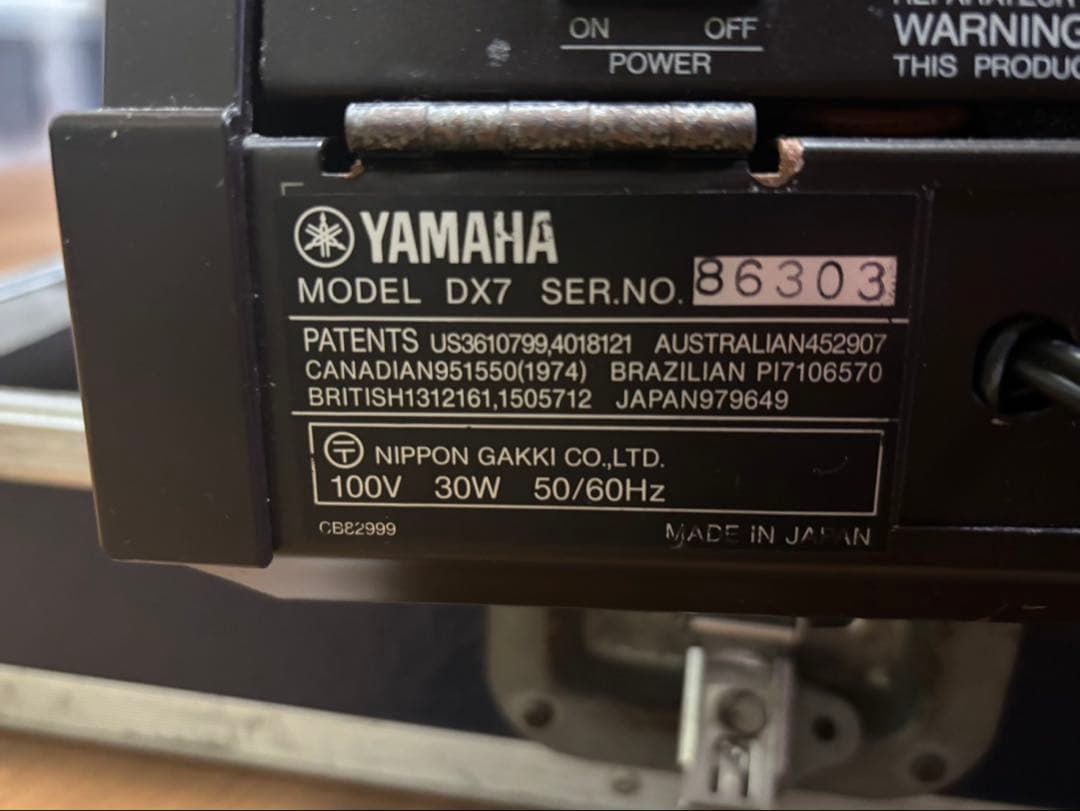 ON OFF
POWER
WARNING
THIS
YAMAHA
MODEL DX7 SER.NO. 86303
PATENTS US3610799,4018121 AUSTRALIAN452907
CANADIAN951550(1974) BRAZILIAN PI7106570
BRITISH1312161,1505712 JAPAN979649
NIPPON GAKKI CO.,LTD.
100V 30W 50/60Hz
CB82999 MADE IN JAPAN